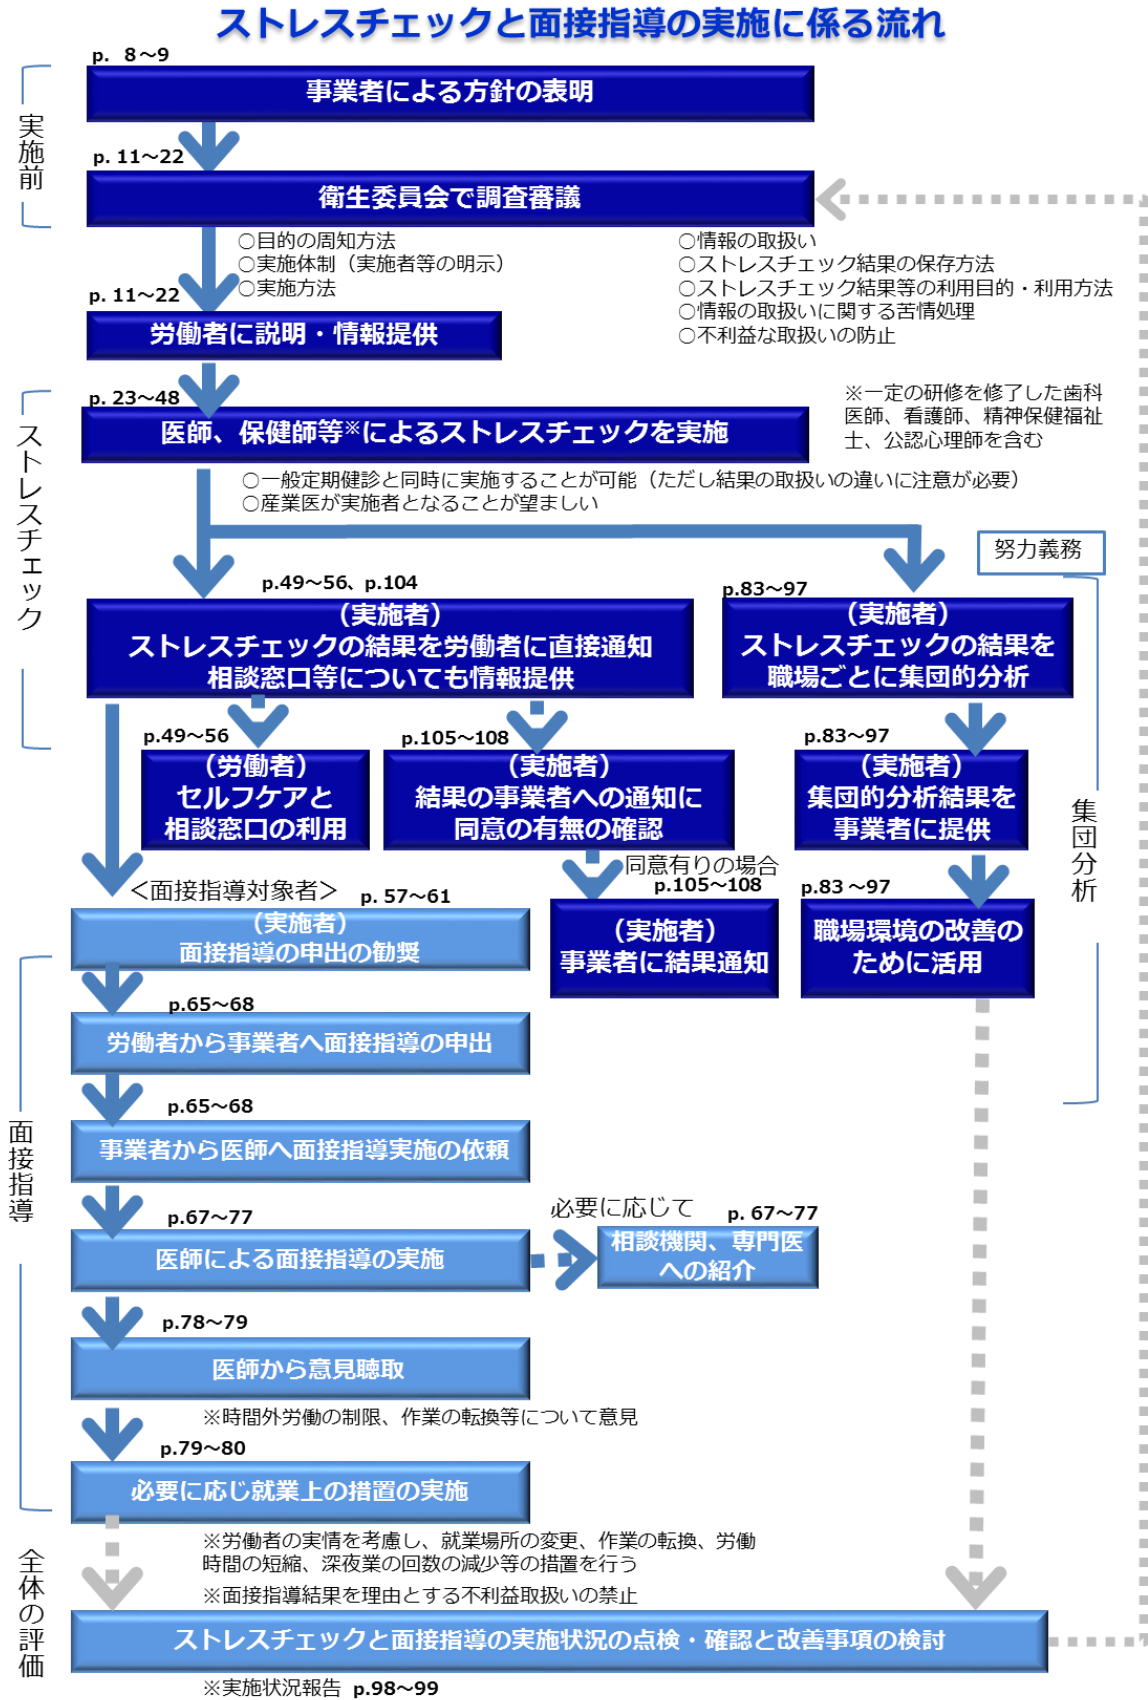 ストレスチェックと面接指導の実施に係る流れ
p. 8～9
事業者による方針の表明
実施前
p. 11～22
衛生委員会で調査審議
○目的の周知方法
○実施体制（実施者等の明示）
○実施方法
○情報の取扱い
○ストレスチェック結果の保存方法
○ストレスチェック結果等の利用目的・利用方法
○情報の取扱いに関する苦情処理
○不利益な取扱いの防止
p. 11～22
労働者に説明・情報提供
ストレスチェック
p. 23～48
医師、保健師等※によるストレスチェックを実施
※一定の研修を修了した歯科
医師、看護師、精神保健福祉
士、公認心理師を含む
○一般定期健診と同時に実施することが可能（ただし結果の取扱いの違いに注意が必要）
○産業医が実施者となることが望ましい
努力義務
p.49～56、p.104
（実施者）
ストレスチェックの結果を労働者に直接通知
相談窓口等についても情報提供
p.83～97
（実施者）
ストレスチェックの結果を
職場ごとに集団的分析
p.49～56
（労働者）
セルフケアと
相談窓口の利用
p.105～108
（実施者）
結果の事業者への通知に
同意の有無の確認
p.83～97
（実施者）
集団的分析結果を
事業者に提供
集団分析
同意有りの場合
p.105～108
（実施者）
事業者に結果通知
p.83 ～97
職場環境の改善の
ために活用
＜面接指導対象者＞
p. 57～61
（実施者）
面接指導の申出の勧奨
面接指導
p.65～68
労働者から事業者へ面接指導の申出
p.65～68
事業者から医師へ面接指導実施の依頼
p.67～77
医師による面接指導の実施
必要に応じて
p. 67～77
相談機関、専門医
への紹介
p.78～79
医師から意見聴取
※時間外労働の制限、作業の転換等について意見
p.79～80
必要に応じ就業上の措置の実施
※労働者の実情を考慮し、就業場所の変更、作業の転換、労働
時間の短縮、深夜業の回数の減少等の措置を行う
※面接指導結果を理由とする不利益取扱いの禁止
全体の評価
ストレスチェックと面接指導の実施状況の点検・確認と改善事項の検討
※実施状況報告 p.98～99